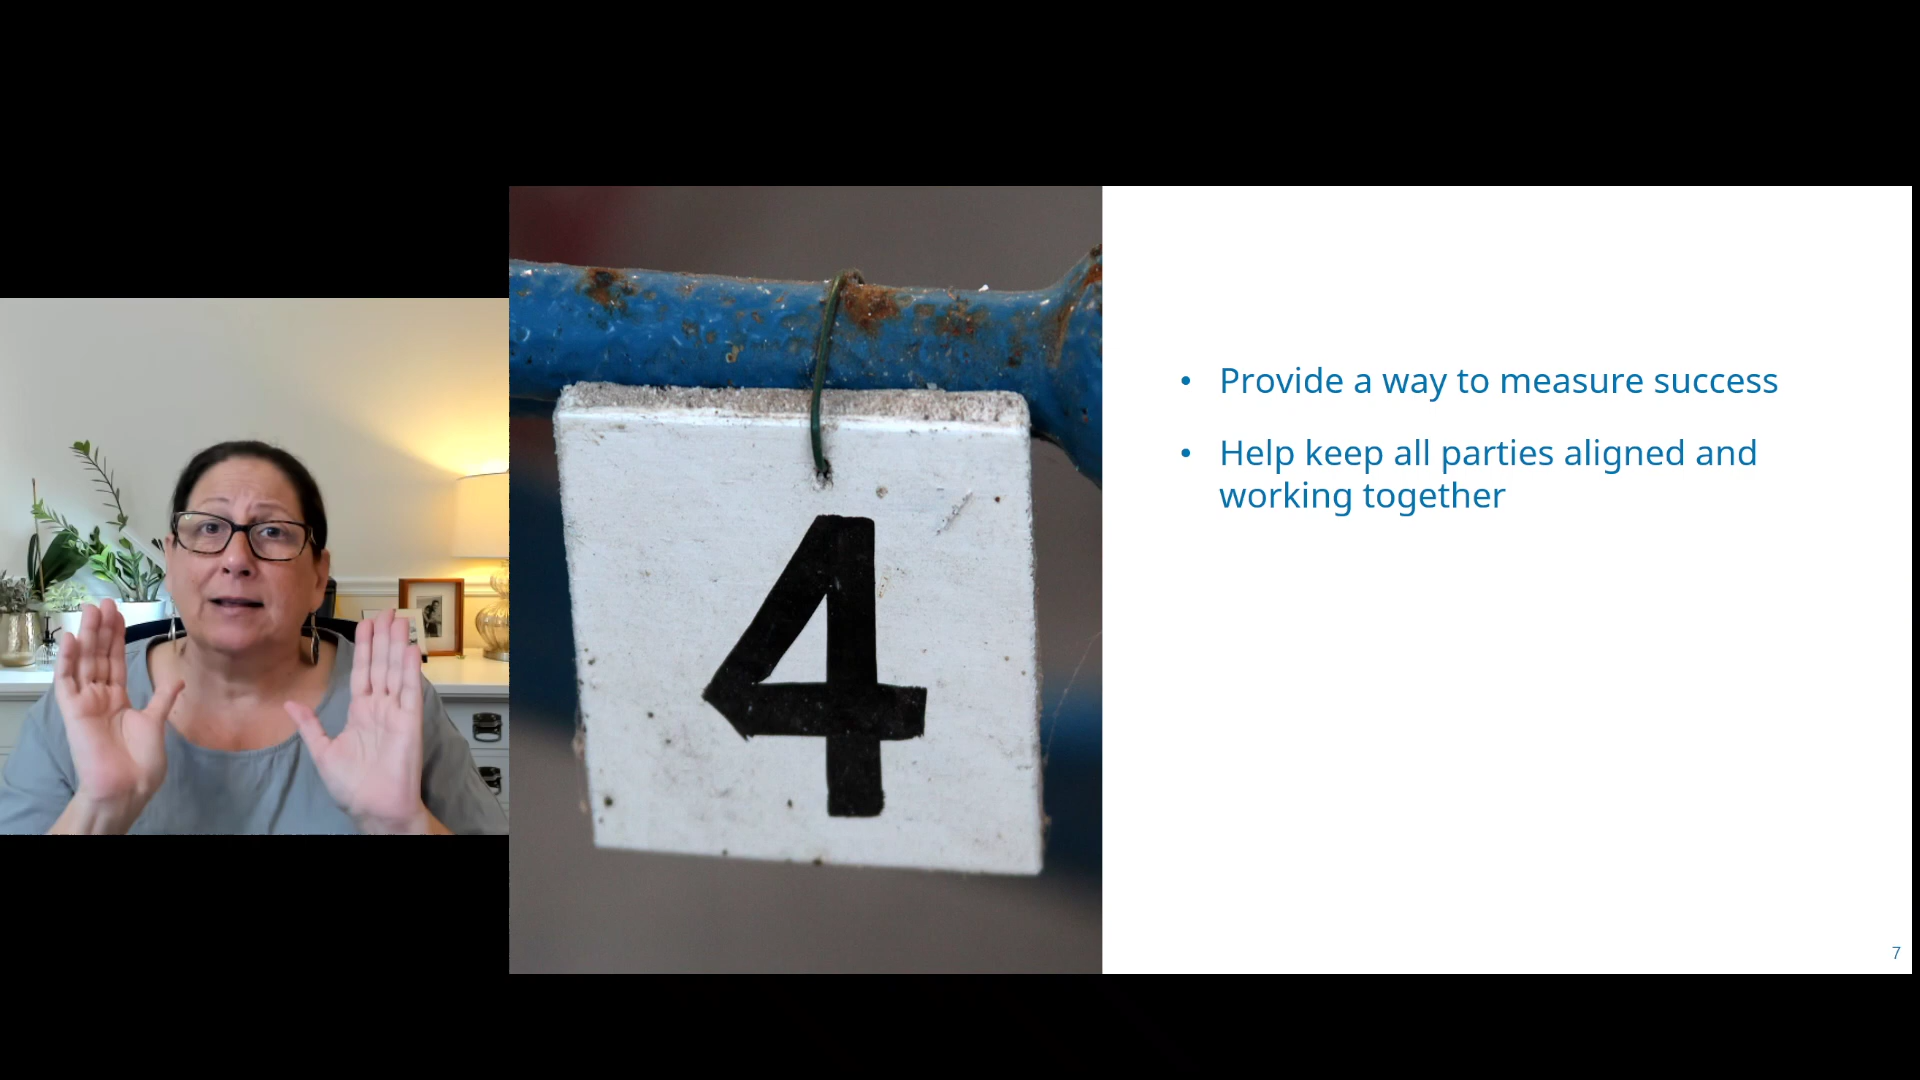 4
• Provide a way to measure success
• Help keep all parties aligned and
working together
7